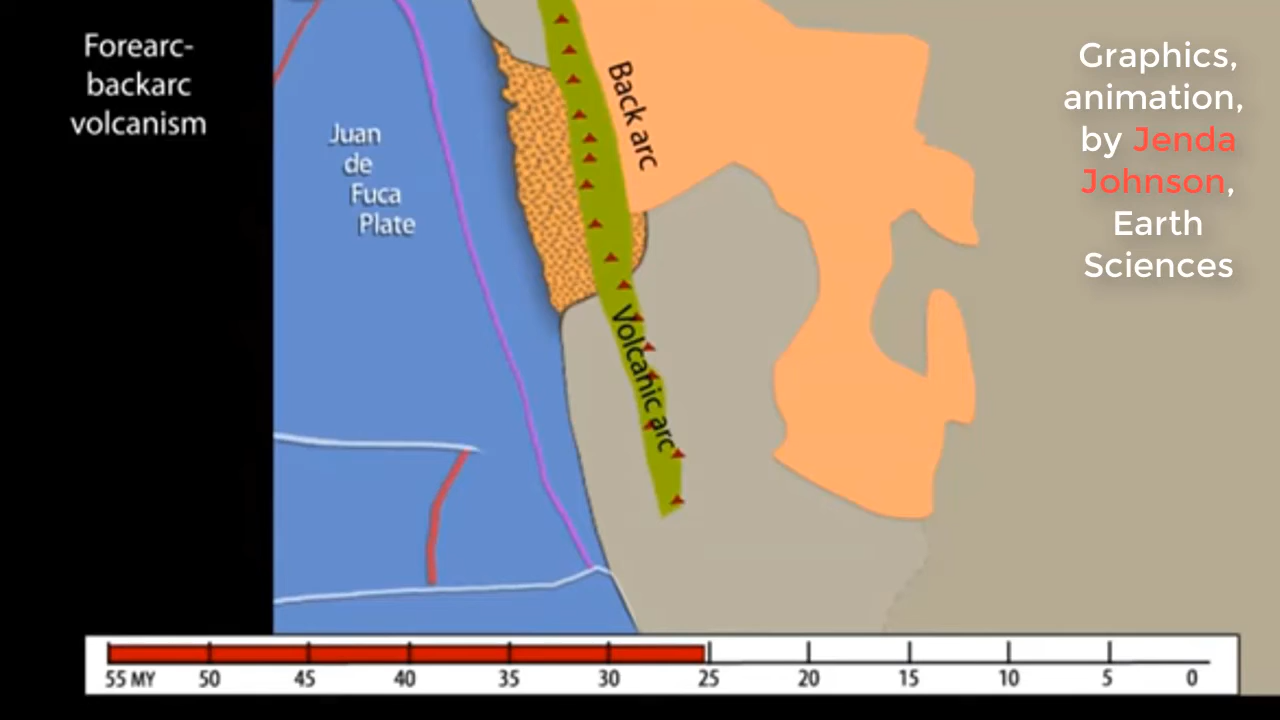 Forearc-
backarc
volcanism
Juan
de
Fuca
Plate
Back arc
Volcanic arc
Graphics,
animation,
by Jenda
Johnson,
Earth
Sciences
55 MY 50 45 40 35 30 25 20 15 10 5 0